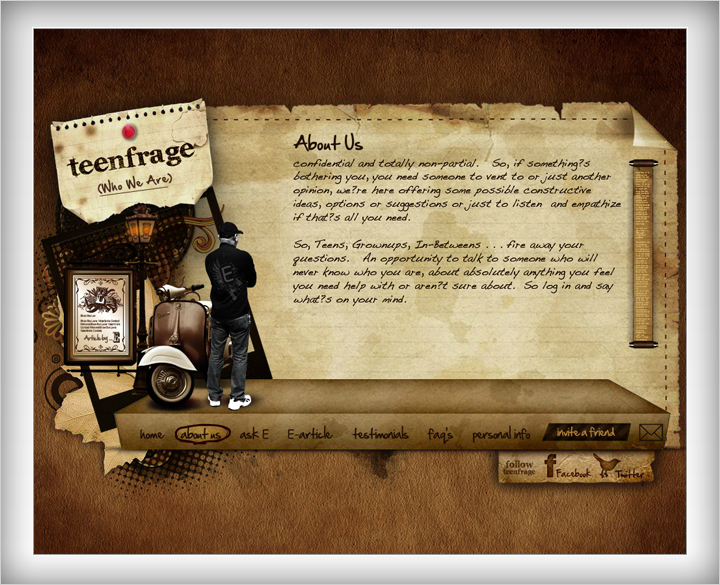 teenfrage
(Who We Are)
About Us
confidential and totally non-partial. So, if something?s
bothering you, you need someone to vent to or just another
opinion, we?re here offering some possible constructive
ideas, options or suggestions or just to listen and empathize
if that?s all you need.
So, Teens, Grownups, In-Betweens . . . fire away your
questions. An opportunity to talk to someone who will
never know who you are, about absolutely anything you feel
you need help with or aren?t sure about. So log in and say
what?s on your mind.
E
Article by
home about us ask E E-article testimonials faq's personal info invite a friend
follow
teenfrage
Facebook
Twitter